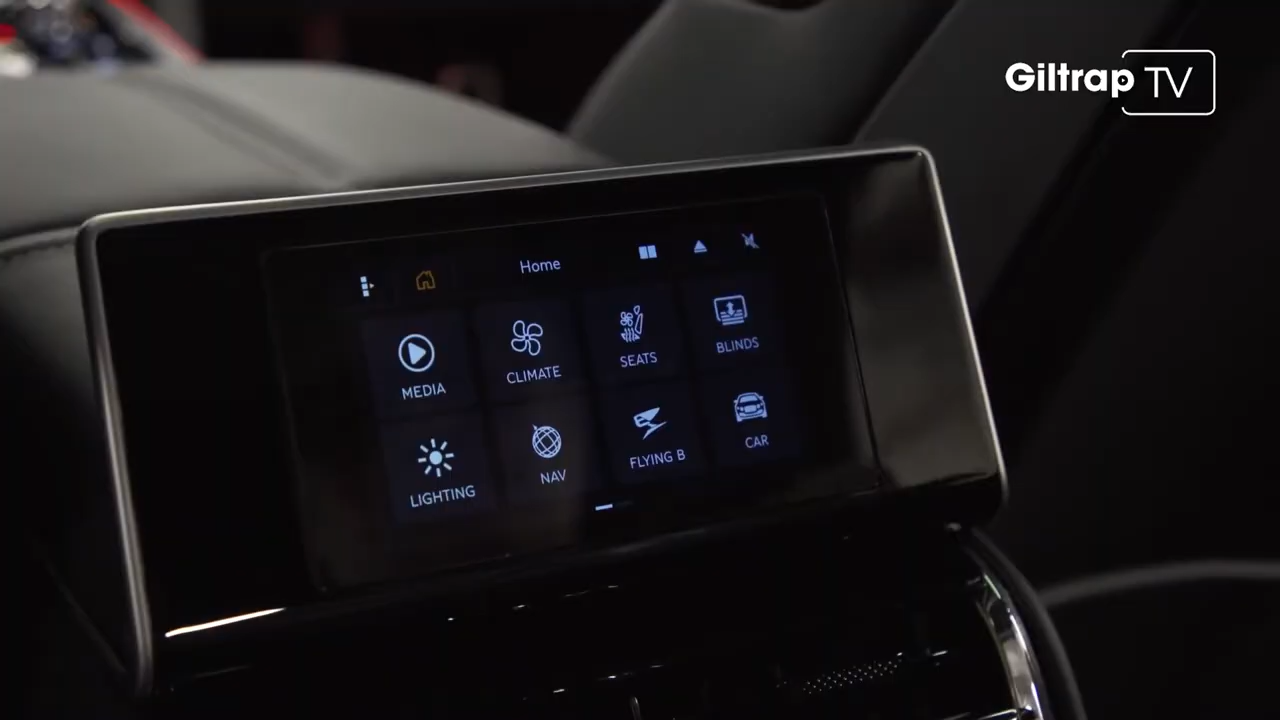 Giltrap TV
Home
MEDIA CLIMATE SEATS BLINDS
LIGHTING NAV FLYING B CAR